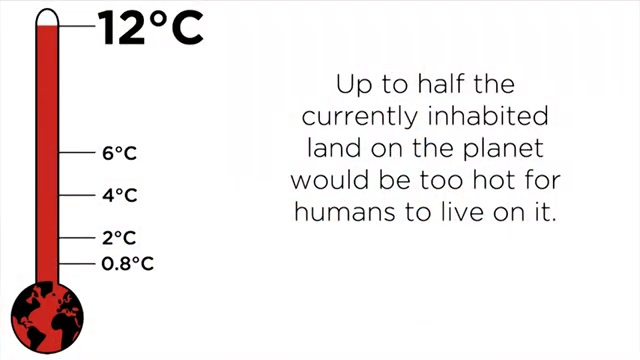 12°C
6°C
4°C
2°C
0.8°C
Up to half the
currently inhabited
land on the planet
would be too hot for
humans to live on it.